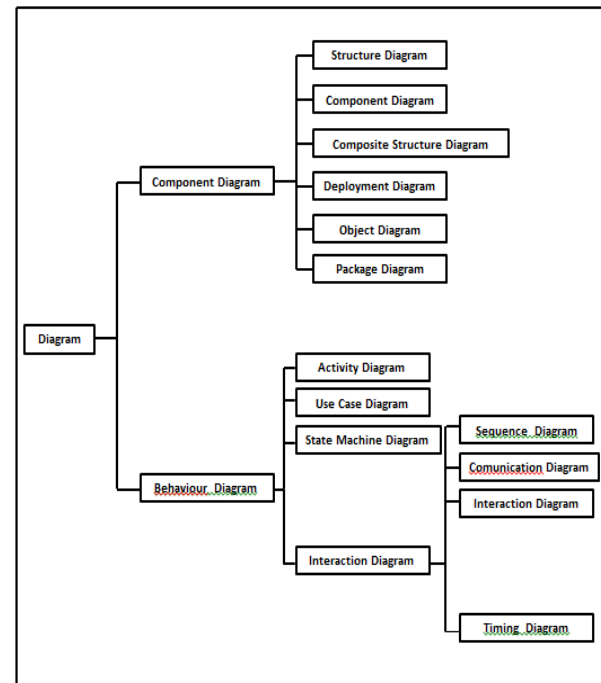 Structure Diagram
Component Diagram
Composite Structure Diagram
Component Diagram
Deployment Diagram
Object Diagram
Package Diagram
Diagram
Activity Diagram
Use Case Diagram
State Machine Diagram
Sequence Diagram
Comunication Diagram
Behaviour Diagram
Interaction Diagram
Interaction Diagram
Timing Diagram